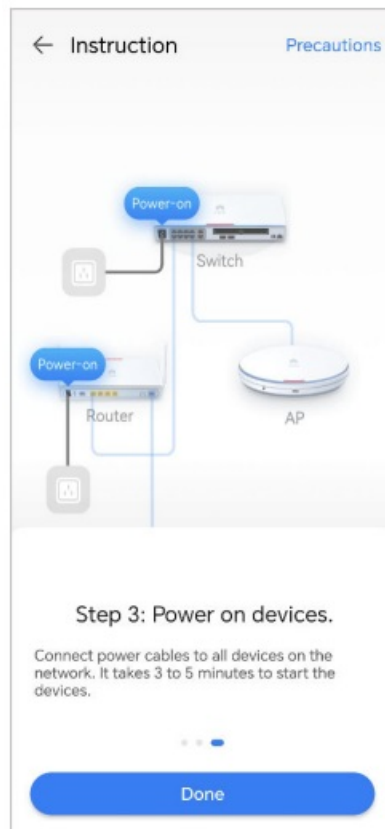 Instruction
Precautions
Power-on
Switch
Power-on
Router
AP
Step 3: Power on devices.
Connect power cables to all devices on the
network. It takes 3 to 5 minutes to start the
devices.
Done